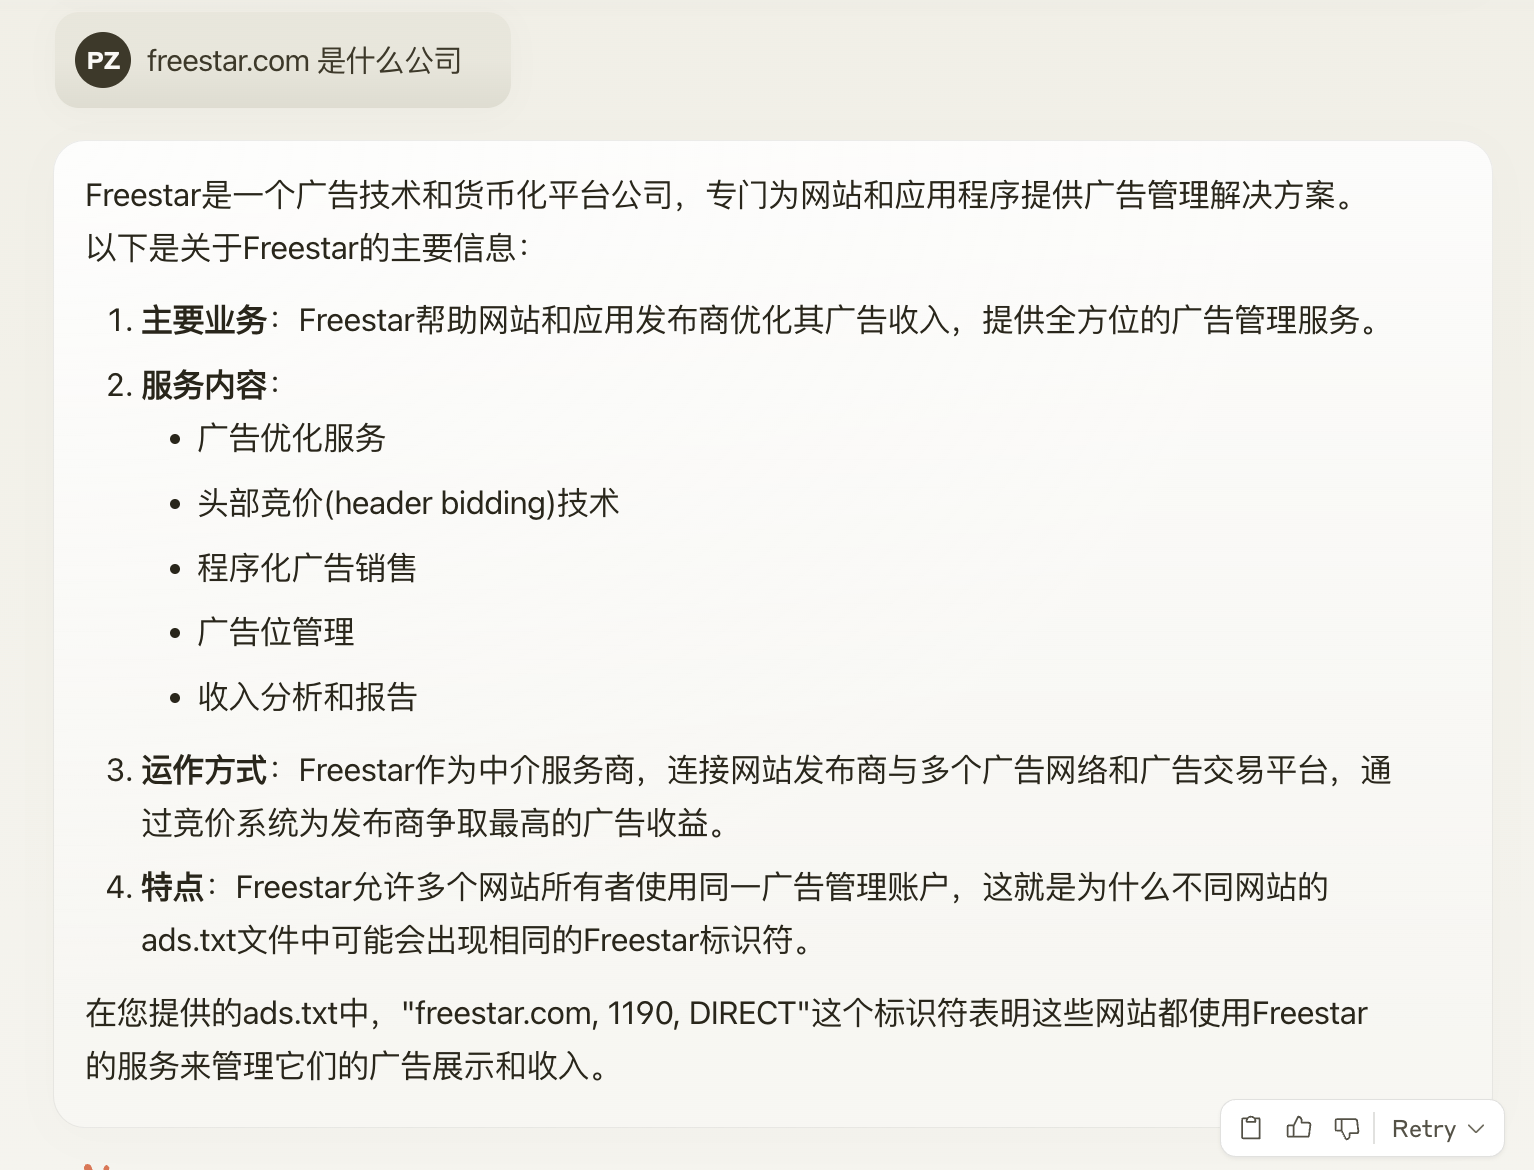 PZ
freestar.com 是什么公司
Freestar是一个广告技术和货币化平台公司，专门为网站和应用程序提供广告管理解决方案。
以下是关于Freestar的主要信息：
1. 主要业务：Freestar帮助网站和应用发布商优化其广告收入，提供全方位的广告管理服务。
2. 服务内容：
• 广告优化服务
• 头部竞价(header bidding)技术
• 程序化广告销售
• 广告位管理
• 收入分析和报告
3. 运作方式：Freestar作为中介服务商，连接网站发布商与多个广告网络和广告交易平台，通
过竞价系统为发布商争取最高的广告收益。
4. 特点：Freestar允许多个网站所有者使用同一广告管理账户，这就是为什么不同网站的
ads.txt文件中可能会出现相同的Freestar标识符。
在您提供的ads.txt中，"freestar.com, 1190, DIRECT"这个标识符表明这些网站都使用Freestar
的服务来管理它们的广告展示和收入。
Retry